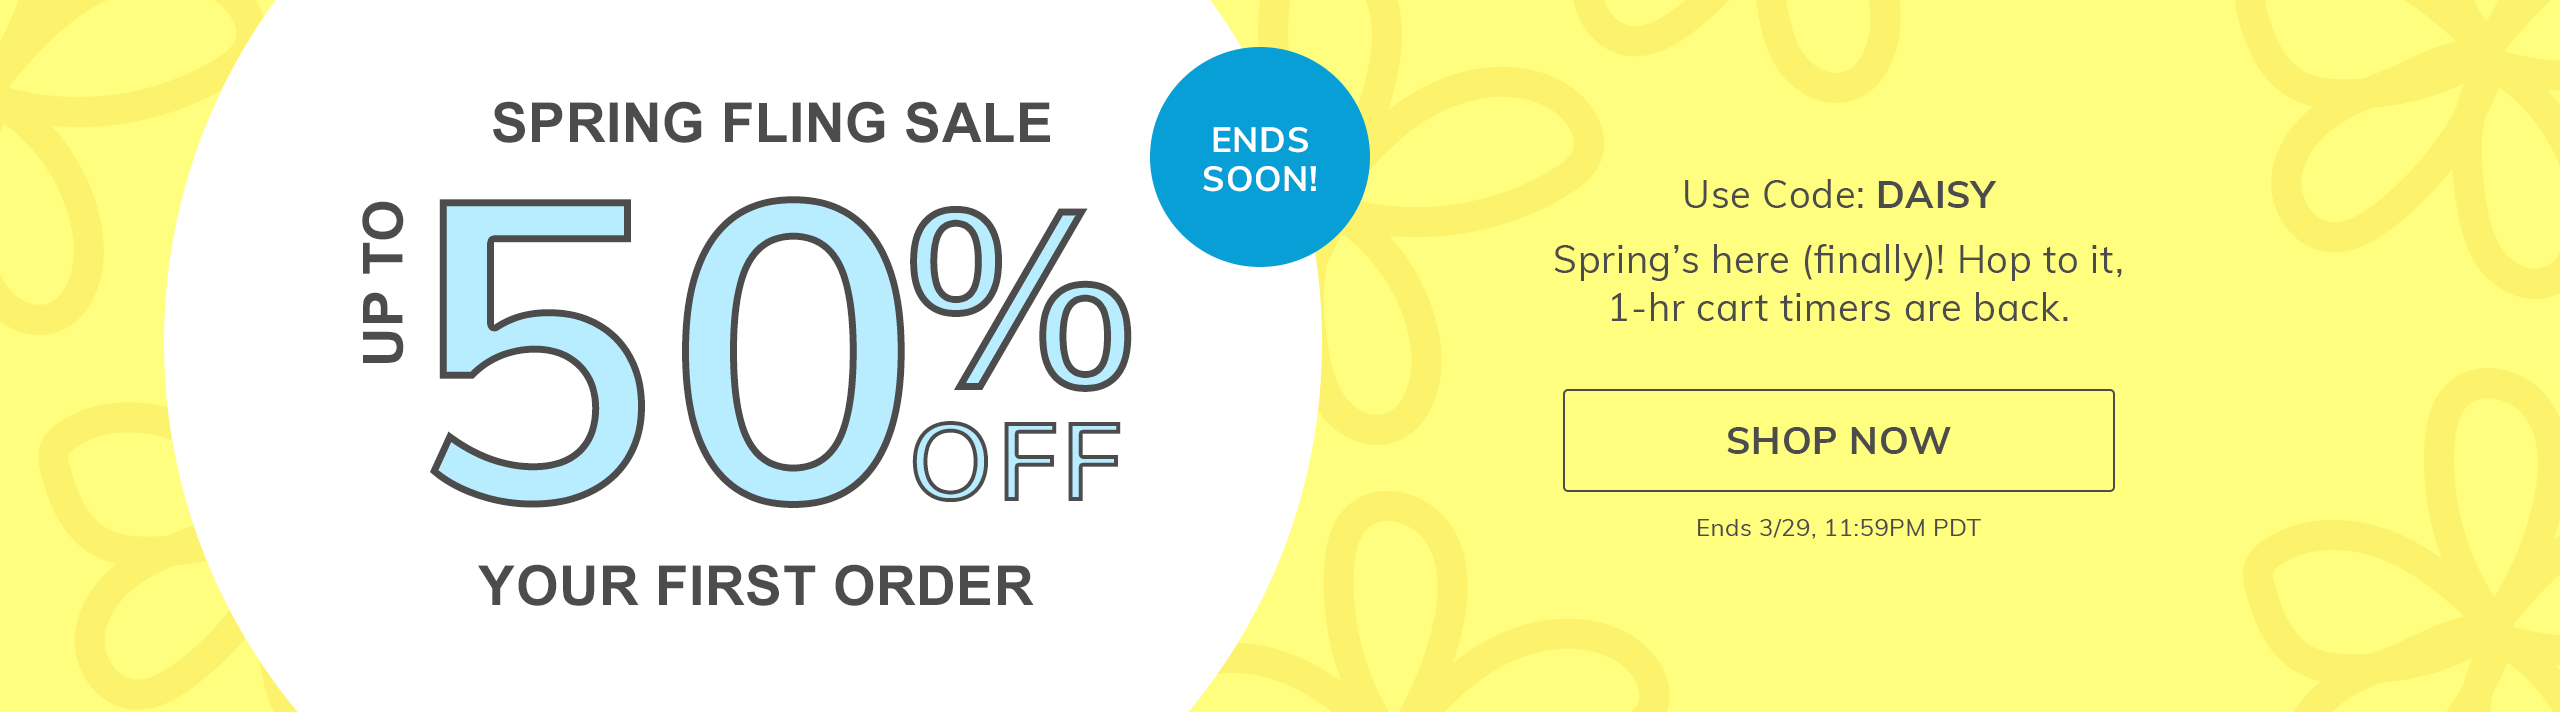 SPRING FLING SALE
UP TO
50%
OFF
YOUR FIRST ORDER
ENDS
SOON!
Use Code: DAISY
Spring’s here (finally)! Hop to it,
1-hr cart timers are back.
SHOP NOW
Ends 3/29, 11:59PM PDT